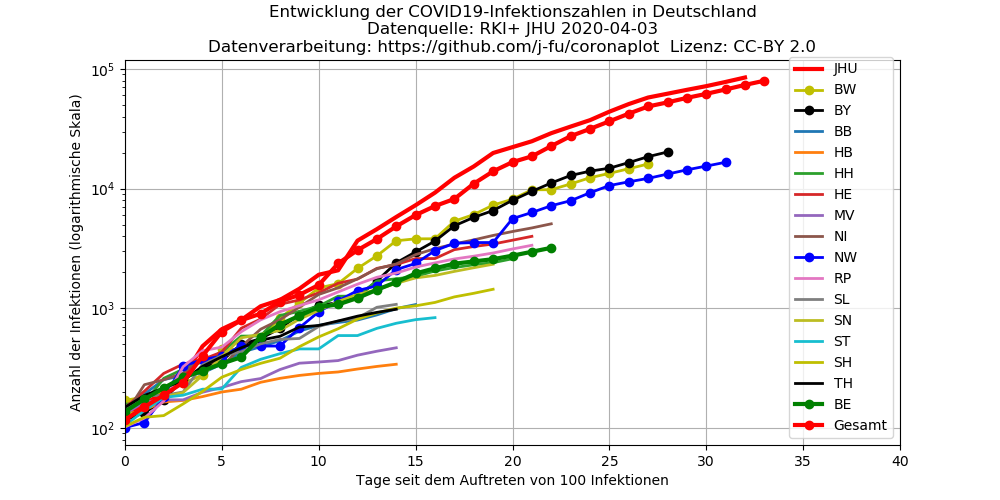 Entwicklung der COVID19-Infektionszahlen in Deutschland
Datenquelle: RKI+ JHU 2020-04-03
Datenverarbeitung: https://github.com/j-fu/coronaplot Lizenz: CC-BY 2.0
Anzahl der Infektionen (logarithmische Skala)
10⁵
10⁴
10³
10²
0 5 10 15 20 25 30 35 40
Tage seit dem Auftreten von 100 Infektionen
JHU
BW
BY
BB
HB
HH
HE
MV
NI
NW
RP
SL
SN
ST
SH
TH
BE
Gesamt